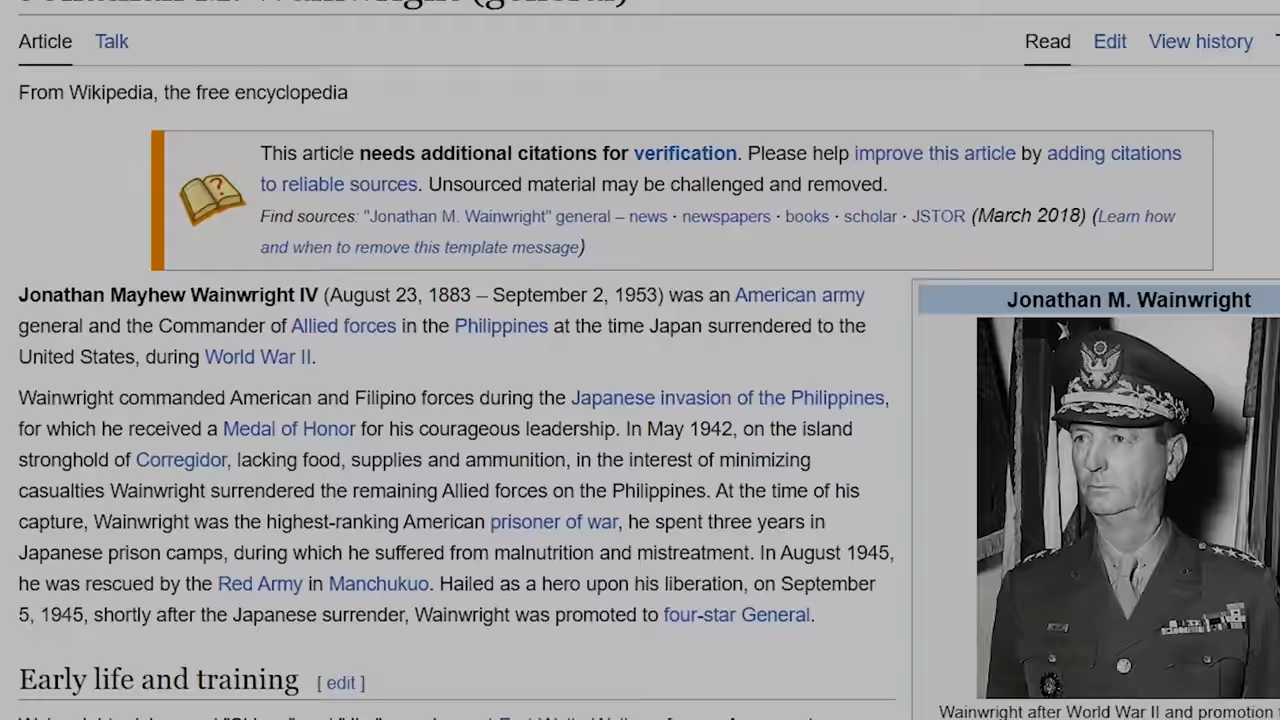 Article Talk Read Edit View history
From Wikipedia, the free encyclopedia
This article needs additional citations for verification. Please help improve this article by adding citations
to reliable sources. Unsourced material may be challenged and removed.
Find sources: "Jonathan M. Wainwright" general – news · newspapers · books · scholar · JSTOR (March 2018) (Learn how
and when to remove this template message)
Jonathan Mayhew Wainwright IV (August 23, 1883 – September 2, 1953) was an American army
general and the Commander of Allied forces in the Philippines at the time Japan surrendered to the
United States, during World War II.
Wainwright commanded American and Filipino forces during the Japanese invasion of the Philippines,
for which he received a Medal of Honor for his courageous leadership. In May 1942, on the island
stronghold of Corregidor, lacking food, supplies and ammunition, in the interest of minimizing
casualties Wainwright surrendered the remaining Allied forces on the Philippines. At the time of his
capture, Wainwright was the highest-ranking American prisoner of war, he spent three years in
Japanese prison camps, during which he suffered from malnutrition and mistreatment. In August 1945,
he was rescued by the Red Army in Manchukuo. Hailed as a hero upon his liberation, on September
5, 1945, shortly after the Japanese surrender, Wainwright was promoted to four-star General.
Early life and training [ edit ]
Jonathan M. Wainwright
Wainwright after World War II and promotion